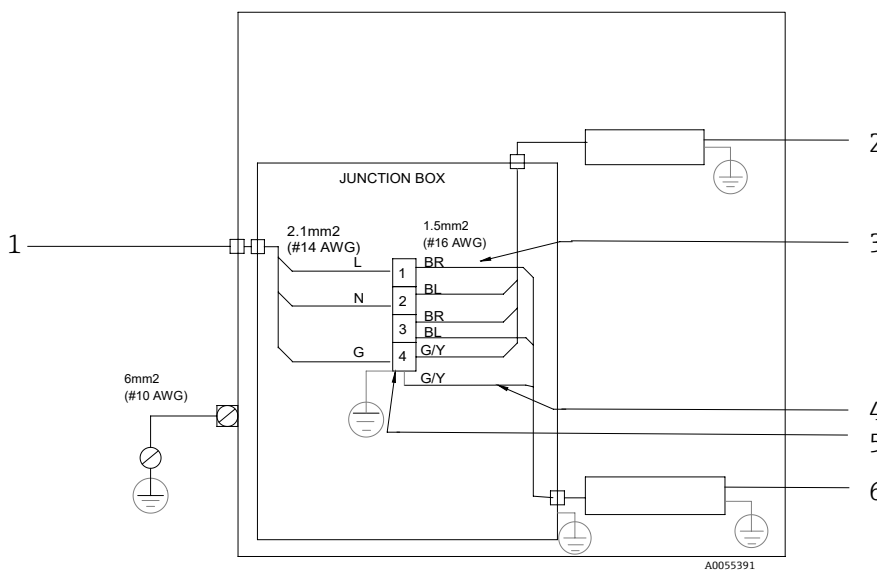 2
JUNCTION BOX
1
2.1mm2
(#14 AWG)
1.5mm2
(#16 AWG)
3
L
1
BR
N
2
BL
3
BR
BL
G
4
G/Y
G/Y
6mm2
(#10 AWG)
4
5
6
A0055391